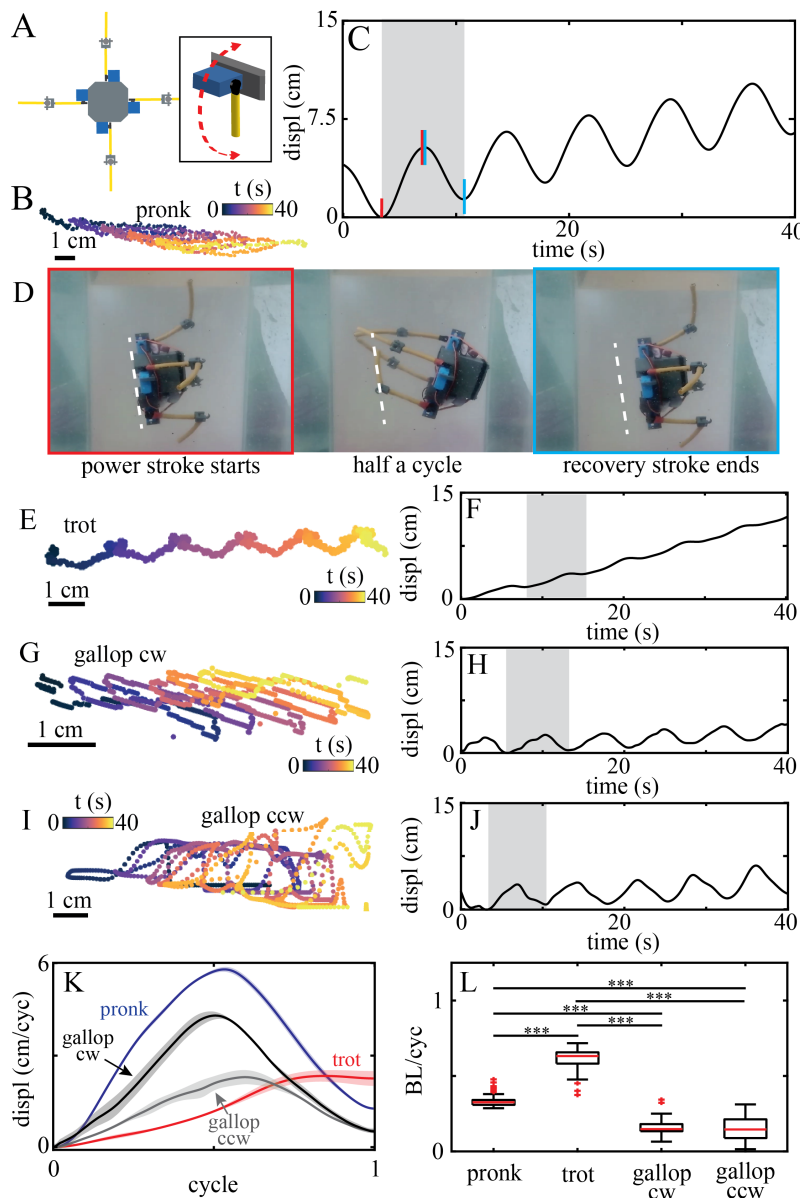 A
B
pronk
t (s)
0 40
1 cm
C
displ (cm)
15
7.5
0
0 20 40
time (s)
D
power stroke starts
half a cycle
recovery stroke ends
E
trot
1 cm
t (s)
0 40
F
displ (cm)
15
0
0 20 40
time (s)
G
gallop cw
1 cm
t (s)
0 40
H
displ (cm)
15
0
0 20 40
time (s)
I
t (s)
0 40
gallop ccw
1 cm
J
displ (cm)
15
0
0 20 40
time (s)
K
displ (cm/cyc)
6
0
pronk
gallop
cw
trot
gallop
ccw
0 1
cycle
L
BL/cyc
1
0
***
***
***
***
***
pronk
trot
gallop
cw
gallop
ccw